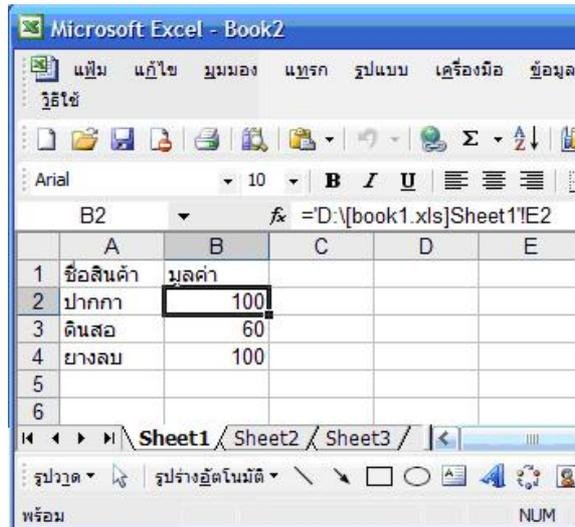 Microsoft Excel - Book2
แฟ้ม แก้ไข มุมมอง แทรก รูปแบบ เครื่องมือ ข้อมูล
วิธีใช้
Arial 10 B I U
B2 fx ='D:\[book1.xls]Sheet1'!E2
A B C D E
1 ชื่อสินค้า มูลค่า
2 ปากกา 100
3 ดินสอ 60
4 ยางลบ 100
5
6
Sheet1 Sheet2 Sheet3
รูปวาด รูปร่างอัตโนมัติ
พร้อม NUM